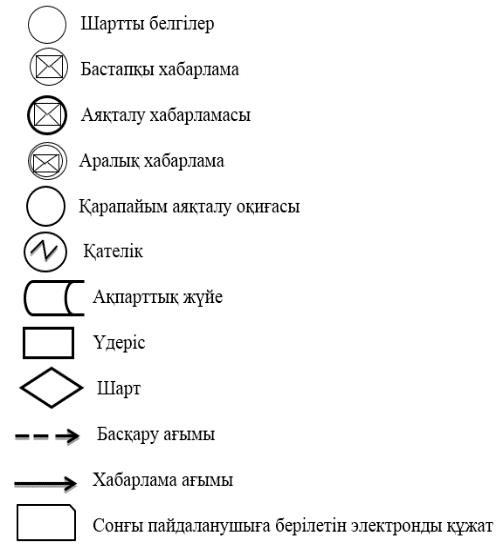 Шартты белгілер
Бастапқы хабарлама
Аяқталу хабарламасы
Аралық хабарлама
Қарапайым аяқталу оқиғасы
Қателік
Ақпарттық жүйе
Үдеріс
Шарт
Басқару ағымы
Хабарлама ағымы
Соңғы пайдаланушыға берілетін электронды құжат